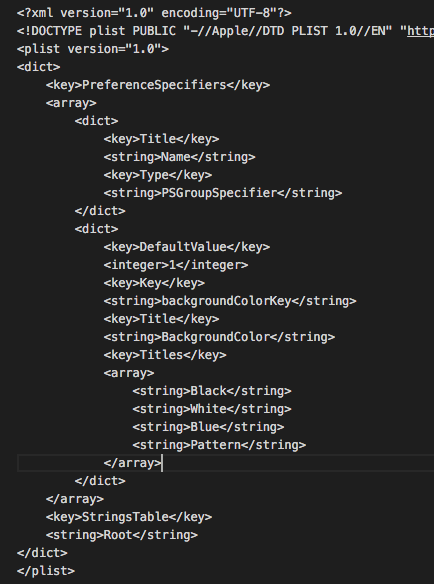 <?xml version="1.0" encoding="UTF-8"?>
<!DOCTYPE plist PUBLIC "-//Apple//DTD PLIST 1.0//EN" "http
<plist version="1.0">
<dict>
<key>PreferenceSpecifiers</key>
<array>
<dict>
<key>Title</key>
<string>Name</string>
<key>Type</key>
<string>PSGroupSpecifier</string>
</dict>
<dict>
<key>DefaultValue</key>
<integer>1</integer>
<key>Key</key>
<string>backgroundColorKey</string>
<key>Title</key>
<string>BackgroundColor</string>
<key>Titles</key>
<array>
<string>Black</string>
<string>White</string>
<string>Blue</string>
<string>Pattern</string>
</array>
</dict>
</array>
<key>StringsTable</key>
<string>Root</string>
</dict>
</plist>